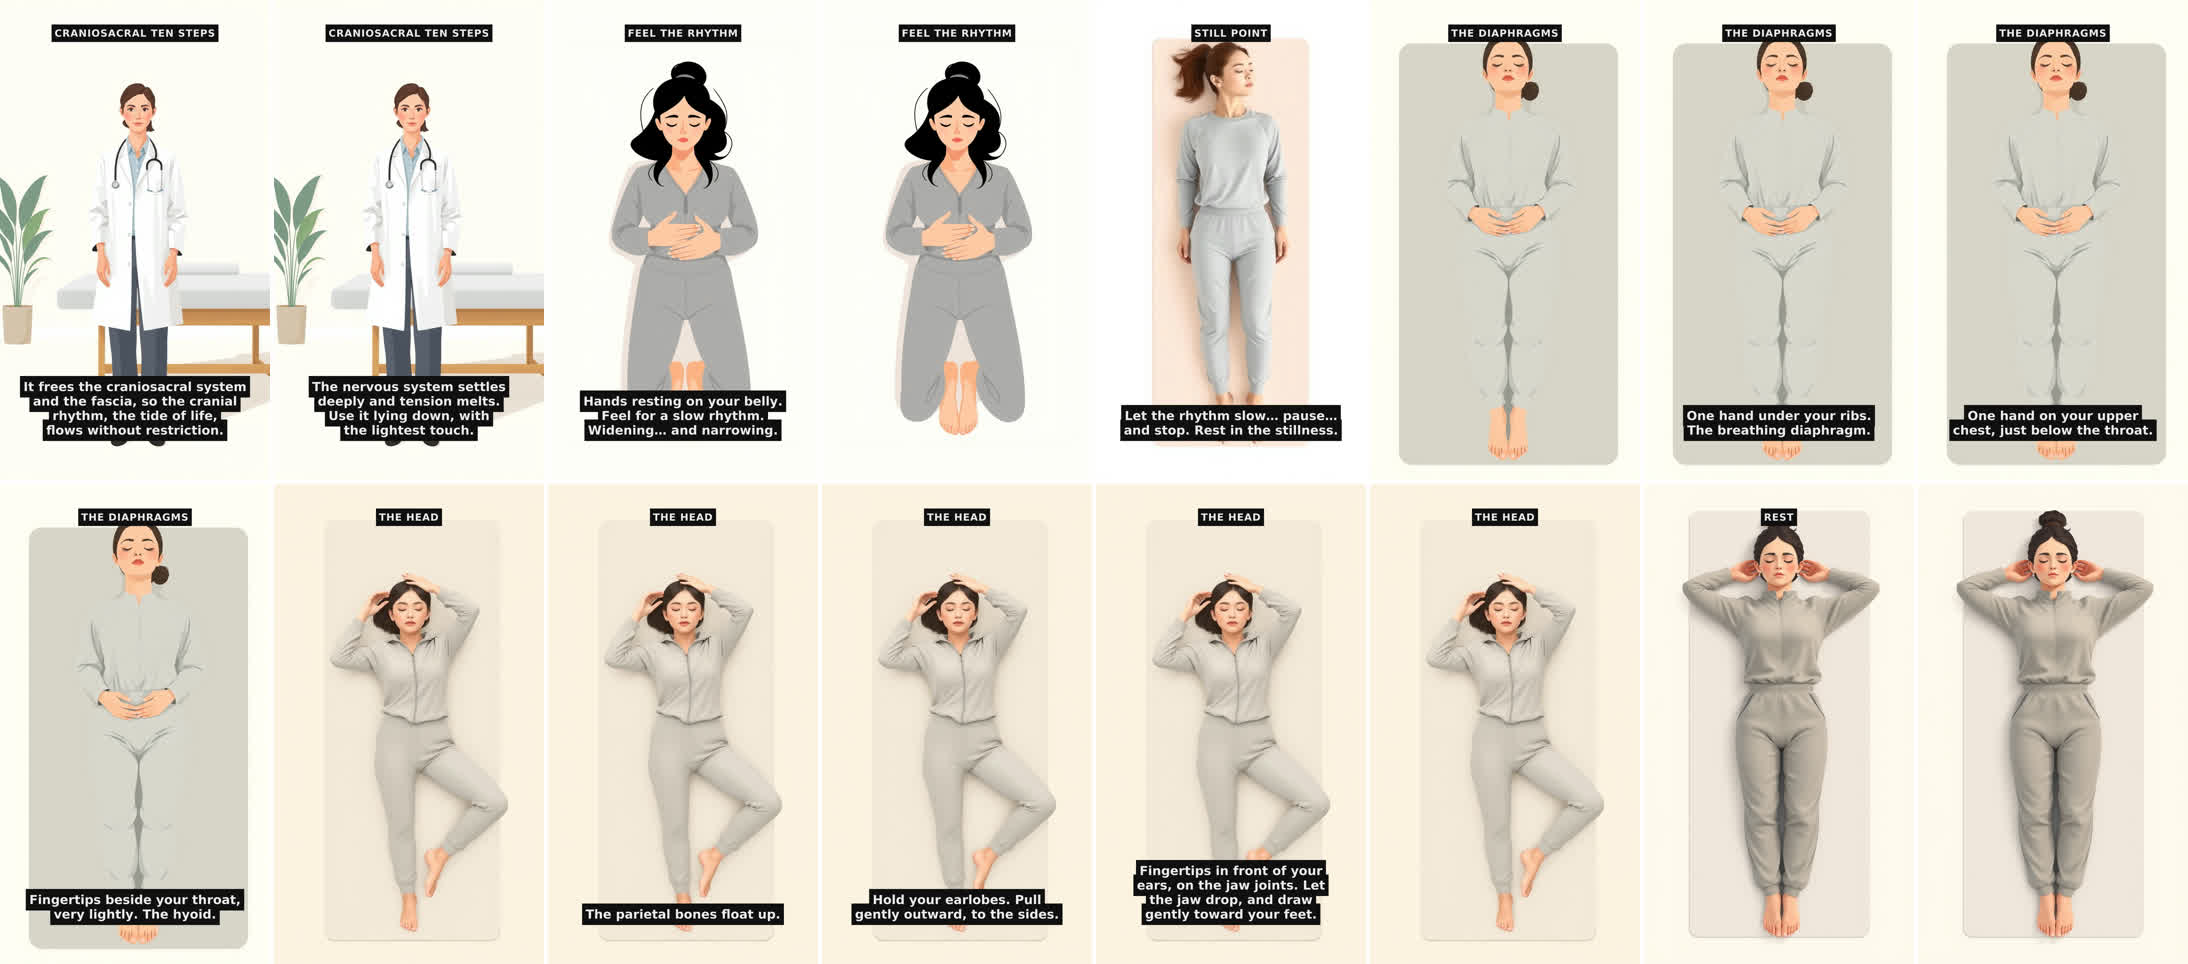 CRANIOSACRAL TEN STEPS
It frees the craniosacral system
and the fascia, so the cranial
rhythm, the tide of life,
flows without restriction.
CRANIOSACRAL TEN STEPS
The nervous system settles
deeply and tension melts.
Use it lying down, with
the lightest touch.
FEEL THE RHYTHM
Hands resting on your belly.
Feel for a slow rhythm.
Widening… and narrowing.
FEEL THE RHYTHM
STILL POINT
Let the rhythm slow… pause…
and stop. Rest in the stillness.
THE DIAPHRAGMS
THE DIAPHRAGMS
One hand under your ribs.
The breathing diaphragm.
THE DIAPHRAGMS
One hand on your upper
chest, just below the throat.
THE DIAPHRAGMS
Fingertips beside your throat,
very lightly. The hyoid.
THE HEAD
THE HEAD
The parietal bones float up.
THE HEAD
Hold your earlobes. Pull
gently outward, to the sides.
THE HEAD
Fingertips in front of your
ears, on the jaw joints. Let
the jaw drop, and draw
gently toward your feet.
THE HEAD
REST